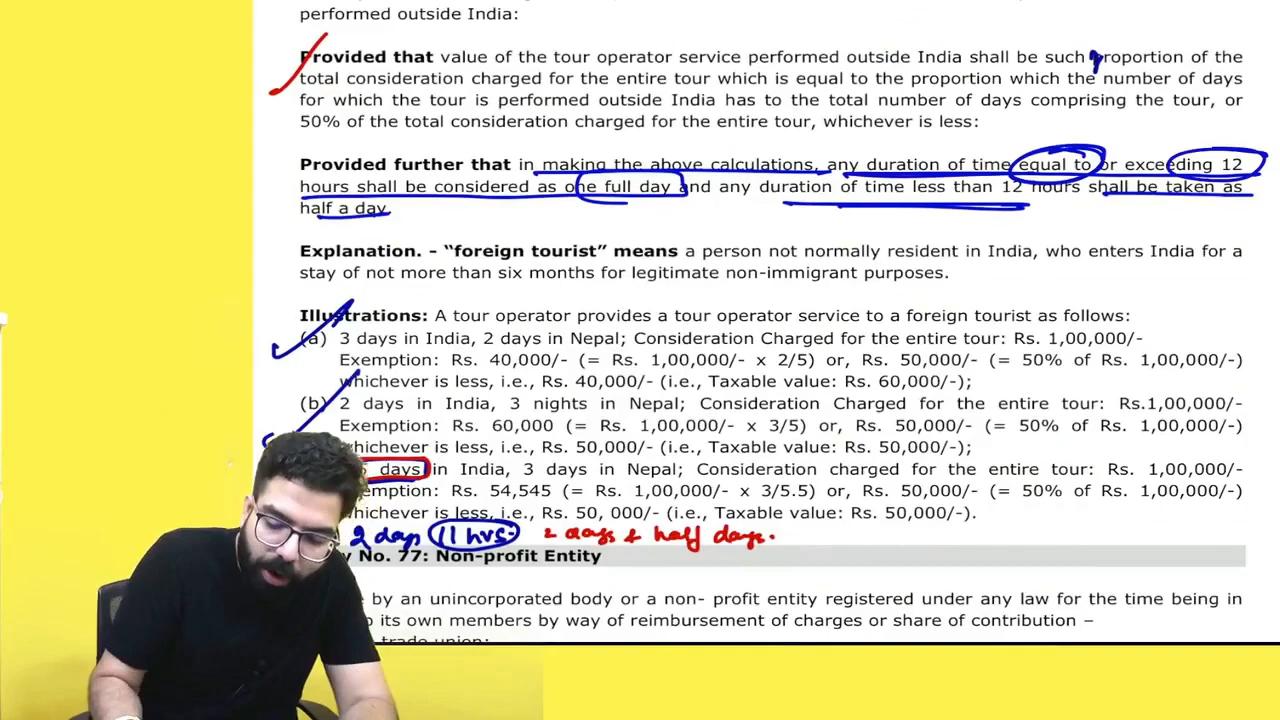 performed outside India:
Provided that value of the tour operator service performed outside India shall be such proportion of the
total consideration charged for the entire tour which is equal to the proportion which the number of days
for which the tour is performed outside India has to the total number of days comprising the tour, or
50% of the total consideration charged for the entire tour, whichever is less:
Provided further that in making the above calculations, any duration of time equal to or exceeding 12
hours shall be considered as one full day and any duration of time less than 12 hours shall be taken as
half a day.
Explanation. - “foreign tourist” means a person not normally resident in India, who enters India for a
stay of not more than six months for legitimate non-immigrant purposes.
Illustrations: A tour operator provides a tour operator service to a foreign tourist as follows:
(a) 3 days in India, 2 days in Nepal; Consideration Charged for the entire tour: Rs. 1,00,000/-
Exemption: Rs. 40,000/- (= Rs. 1,00,000/- x 2/5) or, Rs. 50,000/- (= 50% of Rs. 1,00,000/-)
whichever is less, i.e., Rs. 40,000/- (i.e., Taxable value: Rs. 60,000/-);
(b) 2 days in India, 3 nights in Nepal; Consideration Charged for the entire tour: Rs.1,00,000/-
Exemption: Rs. 60,000 (= Rs. 1,00,000/- x 3/5) or, Rs. 50,000/- (= 50% of Rs. 1,00,000/-)
whichever is less, i.e., Rs. 50,000/- (i.e., Taxable value: Rs. 50,000/-);
days in India, 3 days in Nepal; Consideration charged for the entire tour: Rs. 1,00,000/-
emption: Rs. 54,545 (= Rs. 1,00,000/- x 3/5.5) or, Rs. 50,000/- (= 50% of Rs. 1,00,000/-)
hichever is less, i.e., Rs. 50, 000/- (i.e., Taxable value: Rs. 50,000/-).
2 days 11 hrs. 2 days + half days.
y No. 77: Non-profit Entity
by an unincorporated body or a non- profit entity registered under any law for the time being in
its own members by way of reimbursement of charges or share of contribution –
trade union;